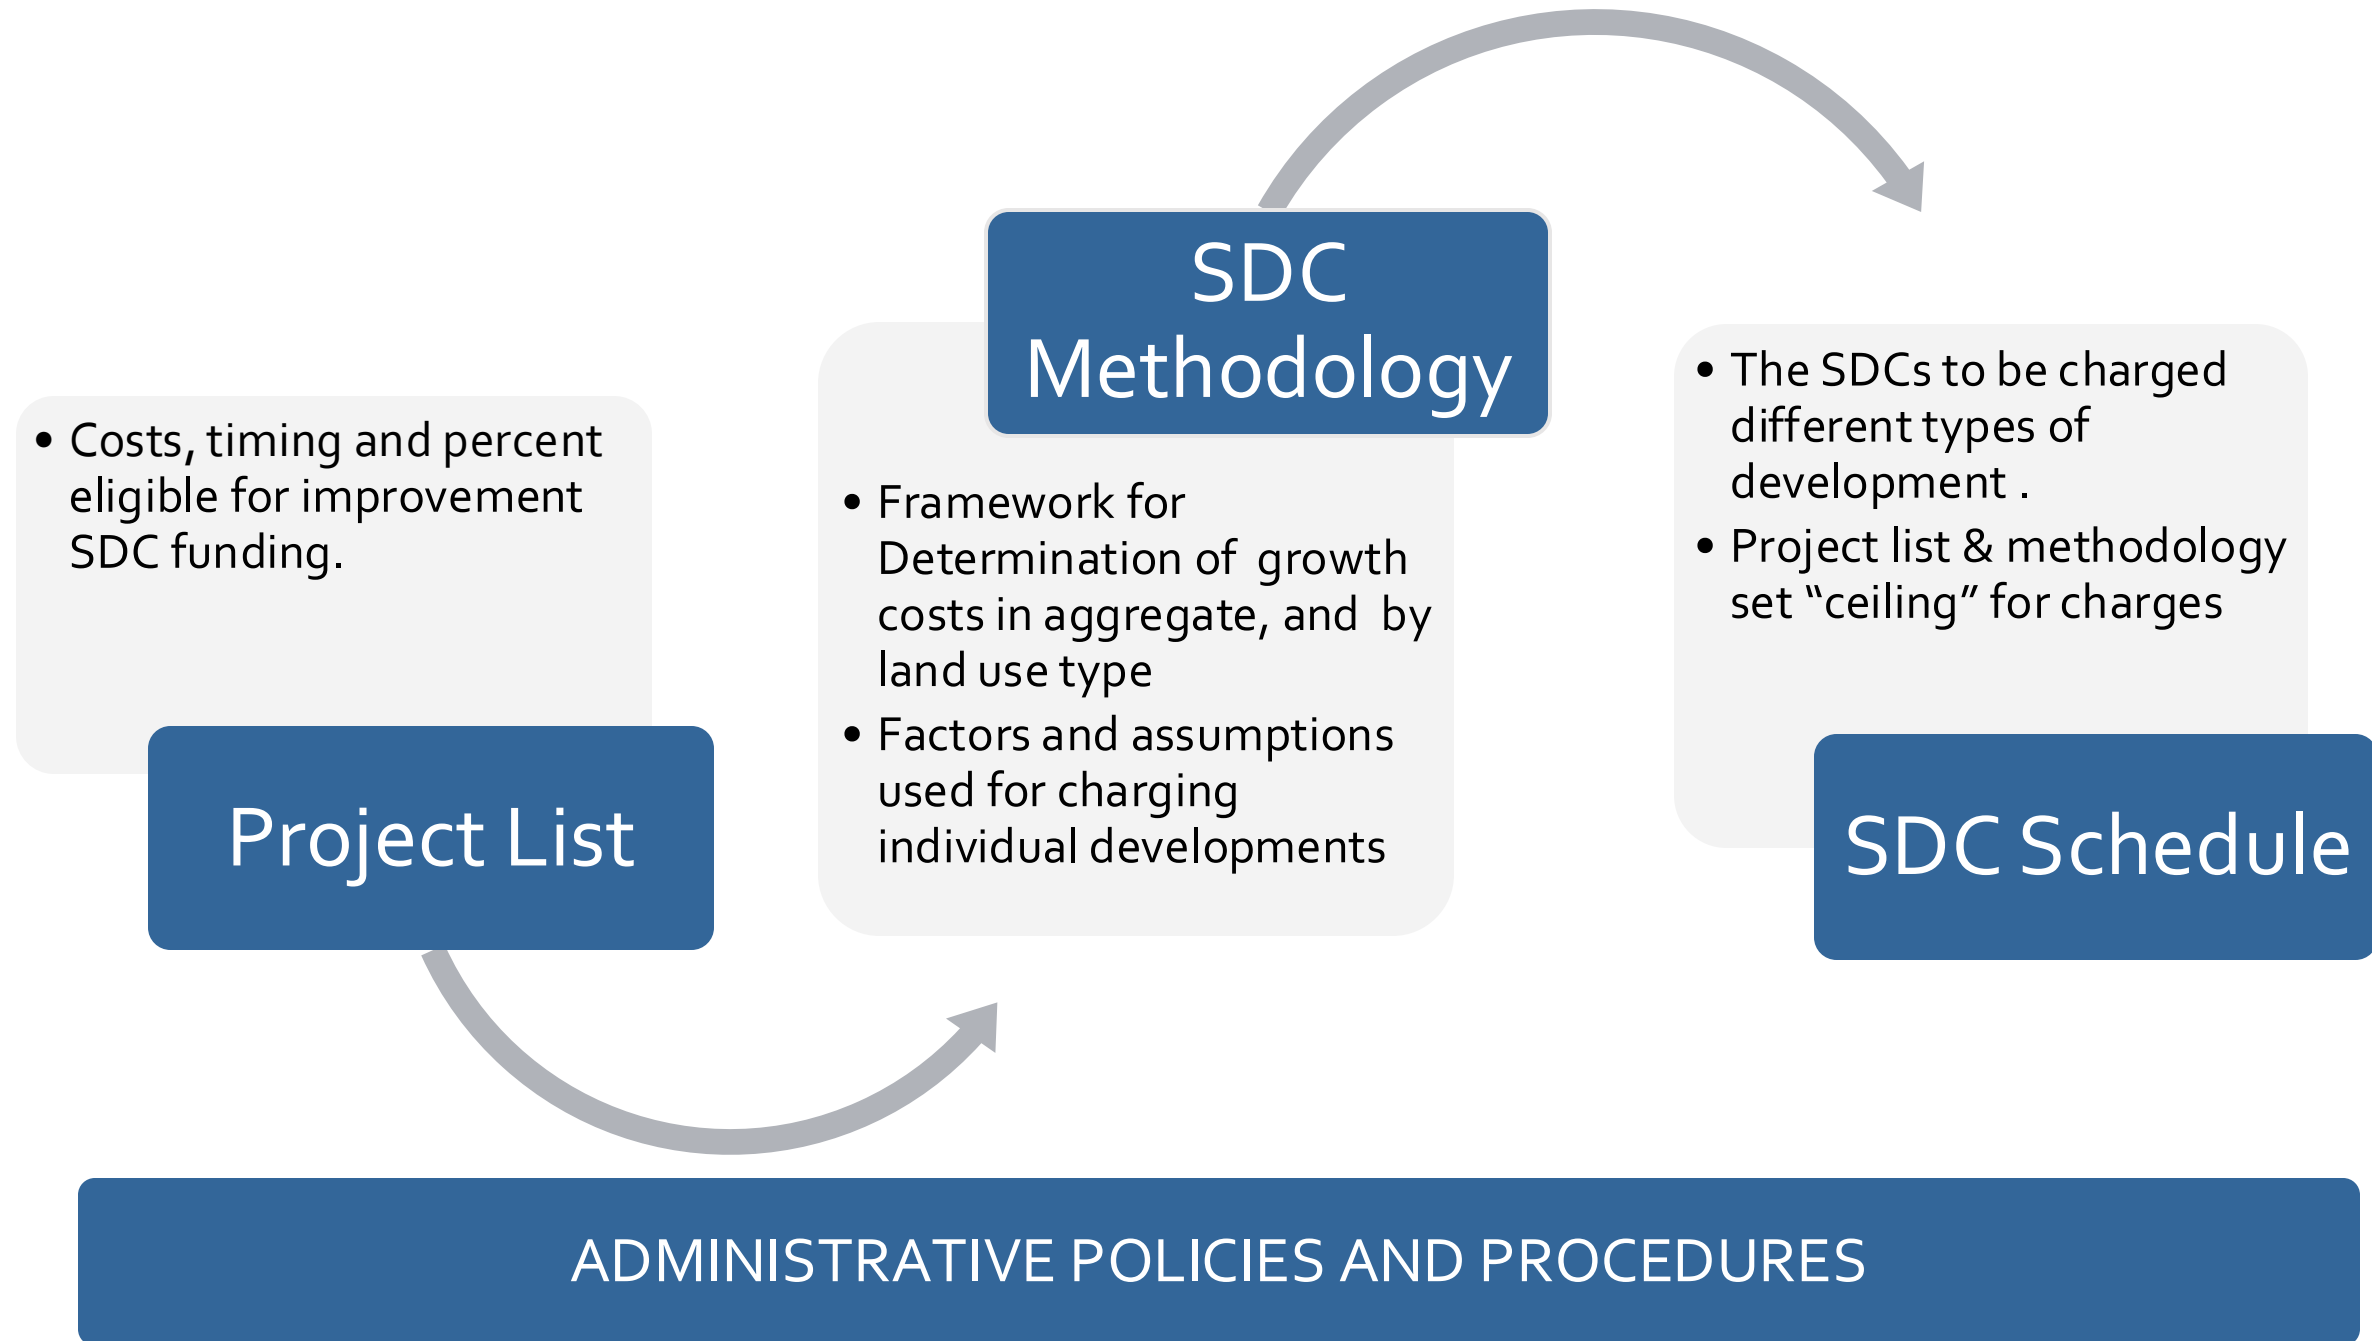 • Costs, timing and percent
eligible for improvement
SDC funding.
Project List
SDC
Methodology
• Framework for
Determination of growth
costs in aggregate, and by
land use type
• Factors and assumptions
used for charging
individual developments
• The SDCs to be charged
different types of
development .
• Project list & methodology
set “ceiling” for charges
SDC Schedule
ADMINISTRATIVE POLICIES AND PROCEDURES